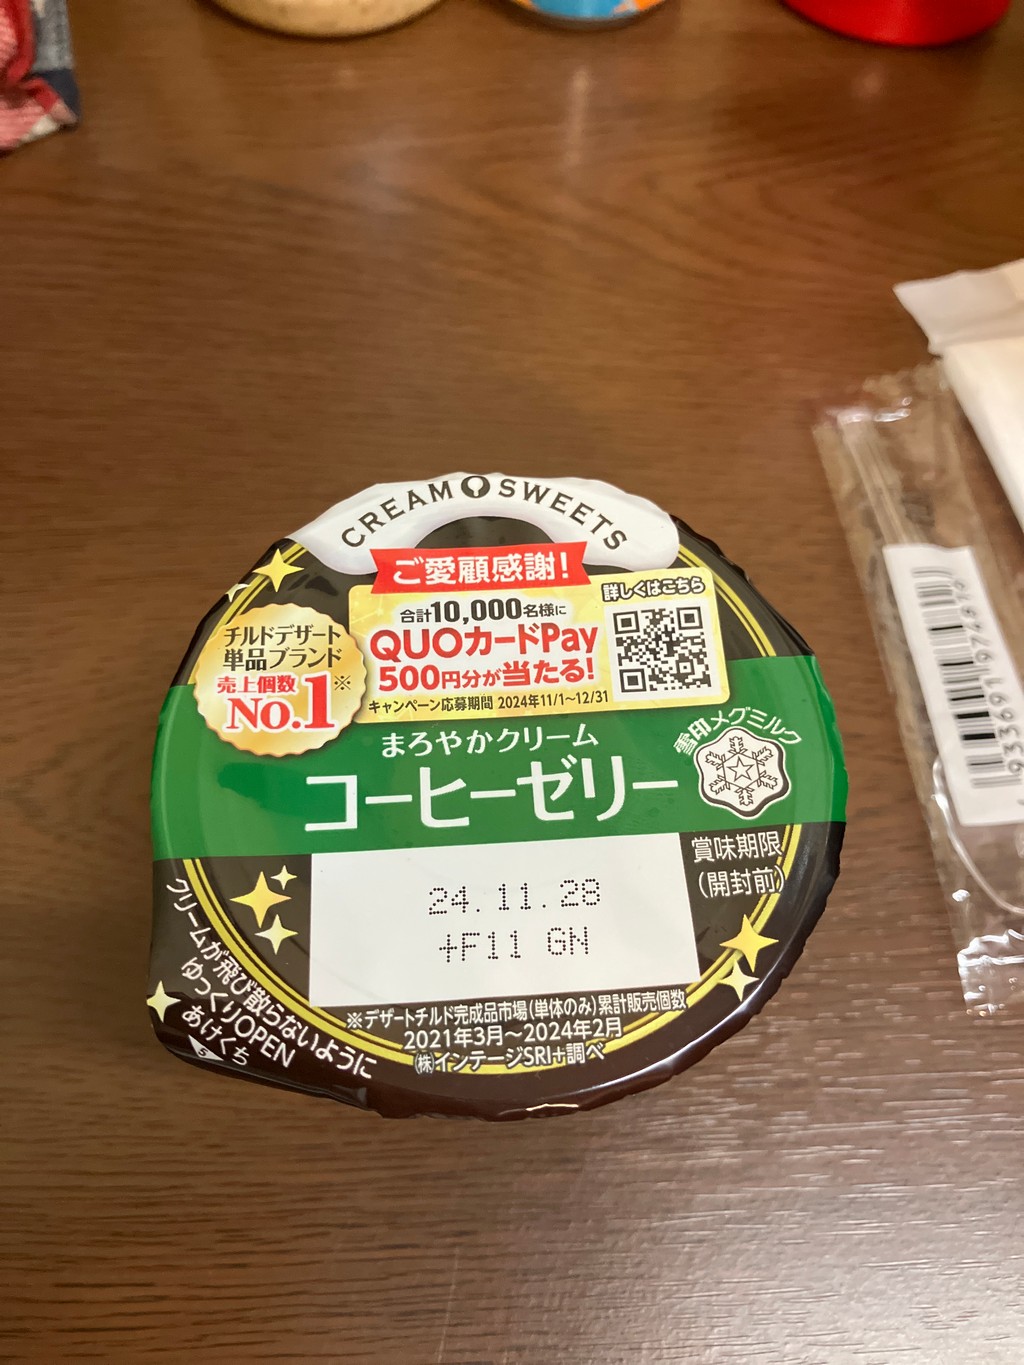 CREAM SWEETS
ご愛顧感謝!
合計10,000名様に
QUOカードPay
500円分が当たる!
キャンペーン応募期間 2024年11/1〜12/31
詳しくはこちら
チルドデザート
単品ブランド
売上個数※
No.1
まろやかクリーム
コーヒーゼリー
雪印メグミルク
賞味期限
(開封前)
24.11.28
+F11 GN
※デザートチルド完成品市場(単体のみ)累計販売個数
2021年3月〜2024年2月
㈱インテージSRI+調べ
クリームが飛び散らないように
ゆっくりOPEN
あけくち
5